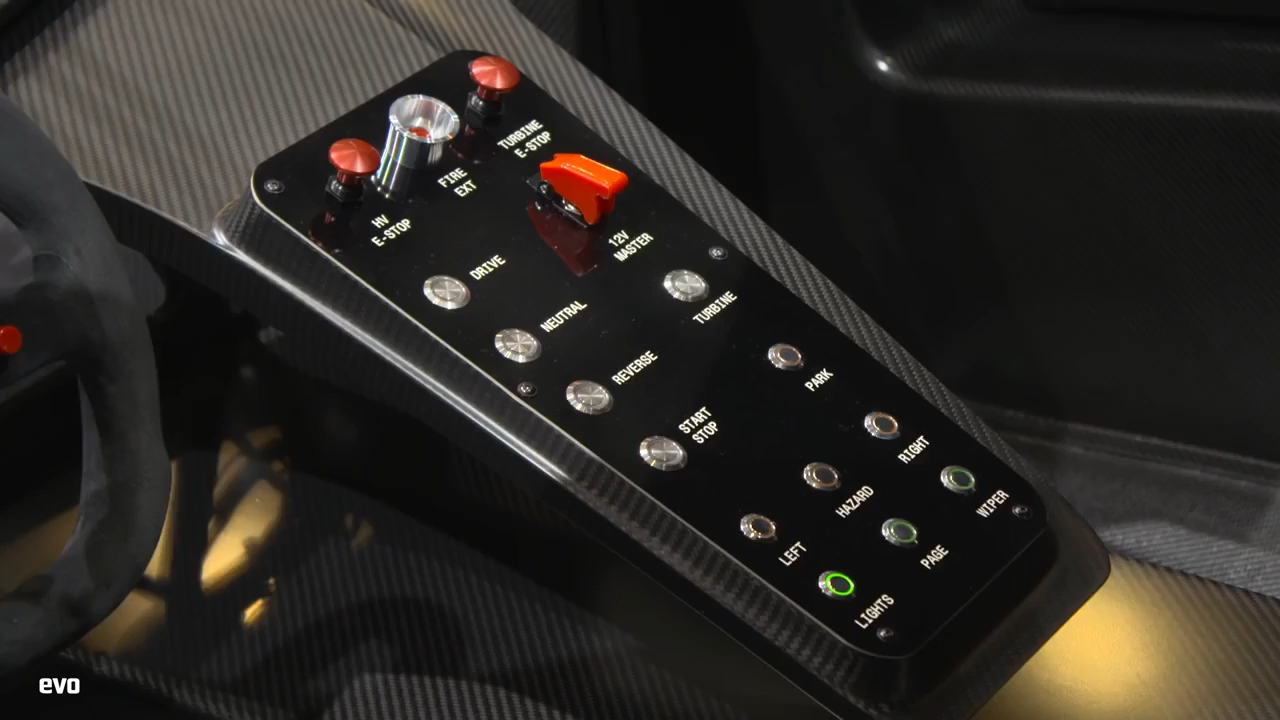 TURBINE
E-STOP
FIRE
EXT
HV
E-STOP
12V
MASTER
DRIVE
NEUTRAL
TURBINE
REVERSE
PARK
START
STOP
RIGHT
HAZARD
WIPER
LEFT
PAGE
LIGHTS
evo